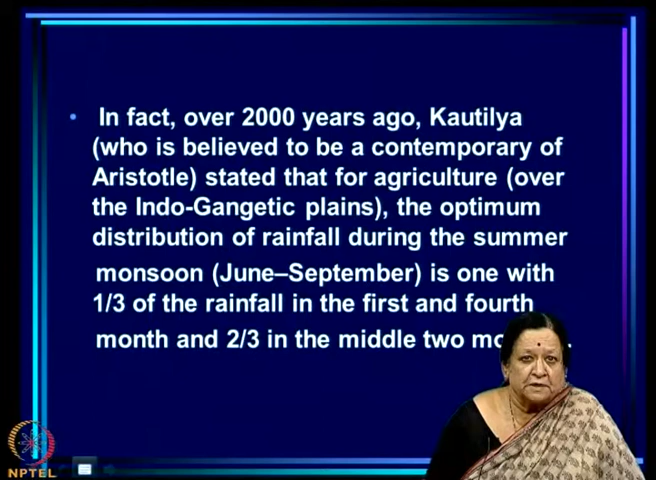 • In fact, over 2000 years ago, Kautilya
(who is believed to be a contemporary of
Aristotle) stated that for agriculture (over
the Indo-Gangetic plains), the optimum
distribution of rainfall during the summer
monsoon (June–September) is one with
1/3 of the rainfall in the first and fourth
month and 2/3 in the middle two
NPTEL